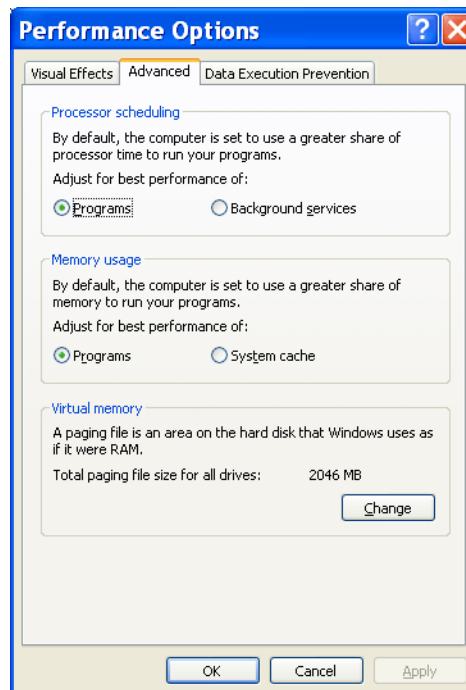 Performance Options
Visual Effects Advanced Data Execution Prevention
Processor scheduling
By default, the computer is set to use a greater share of
processor time to run your programs.
Adjust for best performance of:
Programs Background services
Memory usage
By default, the computer is set to use a greater share of
memory to run your programs.
Adjust for best performance of:
Programs System cache
Virtual memory
A paging file is an area on the hard disk that Windows uses as
if it were RAM.
Total paging file size for all drives: 2046 MB
Change
OK Cancel Apply